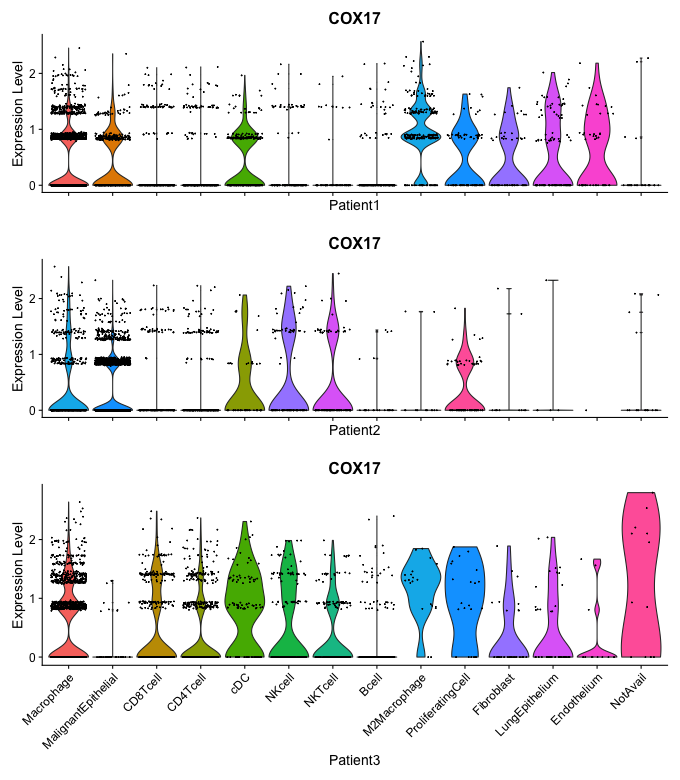 COX17
Expression Level
2
1
0
Patient1
COX17
Expression Level
2
1
0
Patient2
COX17
Expression Level
2
1
0
Macrophage
MalignantEpithelial
CD8Tcell
CD4Tcell
cDC
NKcell
NKTcell
Bcell
M2Macrophage
ProliferatingCell
Fibroblast
LungEpithelium
Endothelium
NotAvail
Patient3